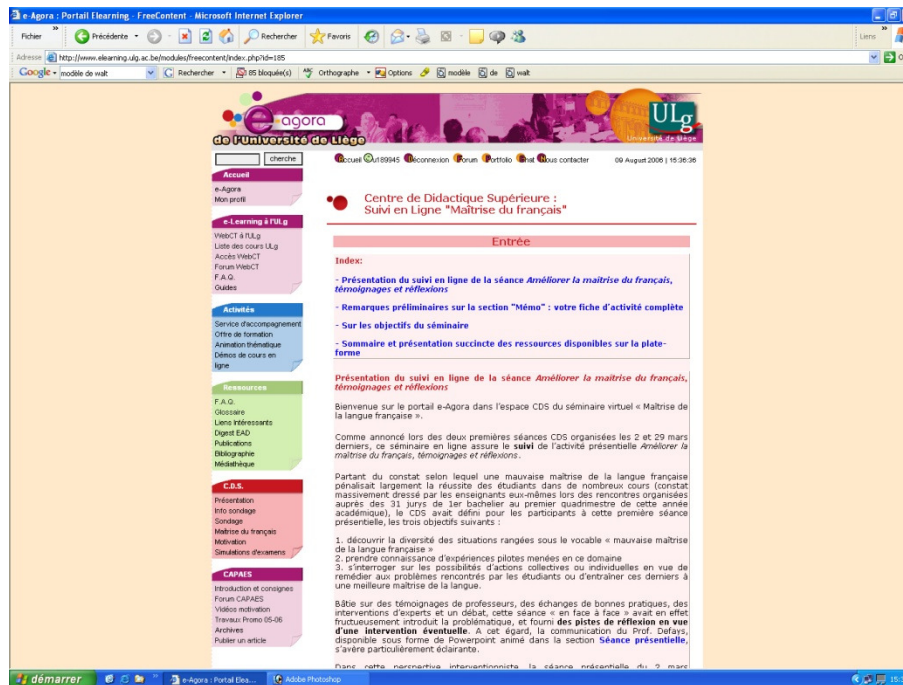 e-Agora : Portail Elearning - FreeContent - Microsoft Internet Explorer
Fichier
Précédente
Rechercher
Favoris
Liens
Adresse
http://www.elearning.ulg.ac.be/modules/freecontent/index.php?id=185
Google
modèle de walt
Rechercher
85 bloquée(s)
Orthographe
Options
modèle
de
walt
e-agora
de l'Université de Liège
ULg
Université de Liège
cherche
Accueil
u189945
Déconnexion
Forum
Portfolio
Chat
Nous contacter
09 August 2006 | 15:36:36
Accueil
e-Agora
Mon profil
e-Learning à l'ULg
WebCT à l'ULg
Liste des cours ULg
Accès WebCT
Forum WebCT
F.A.Q.
Guides
Activités
Service d'accompagnement
Offre de formation
Animation thématique
Démos de cours en
ligne
Ressources
F.A.Q.
Glossaire
Liens Intéressants
Digest EAD
Publications
Bibliographie
Médiathèque
C.D.S.
Présentation
Info sondage
Sondage
Maîtrise du français
Motivation
Simulations d'examens
CAPAES
Introduction et consignes
Forum CAPAES
Vidéos motivation
Travaux Promo 05-06
Archives
Publier un article
Centre de Didactique Supérieure :
Suivi en Ligne "Maîtrise du français"
Entrée
Index:
- Présentation du suivi en ligne de la séance Améliorer la maîtrise du français,
témoignages et réflexions
- Remarques préliminaires sur la section "Mémo" : votre fiche d'activité complète
- Sur les objectifs du séminaire
- Sommaire et présentation succincte des ressources disponibles sur la plate-
forme
Présentation du suivi en ligne de la séance Améliorer la maîtrise du français,
témoignages et réflexions
Bienvenue sur le portail e-Agora dans l'espace CDS du séminaire virtuel « Maîtrise de
la langue française ».
Comme annoncé lors des deux premières séances CDS organisées les 2 et 29 mars
derniers, ce séminaire en ligne assure le suivi de l'activité présentielle Améliorer la
maîtrise du français, témoignages et réflexions.
Partant du constat selon lequel une mauvaise maîtrise de la langue française
pénalisait largement la réussite des étudiants dans de nombreux cours (constat
massivement dressé par les enseignants eux-mêmes lors des rencontres organisées
auprès des 31 jurys de 1er bachelier au premier quadrimestre de cette année
académique), le CDS avait défini pour les participants à cette première séance
présentielle, les trois objectifs suivants :
1. découvrir la diversité des situations rangées sous le vocable « mauvaise maîtrise
de la langue française »
2. prendre connaissance d'expériences pilotes menées en ce domaine
3. s'interroger sur les possibilités d'actions collectives ou individuelles en vue de
remédier aux problèmes rencontrés par les étudiants ou d'entraîner ces derniers à
une meilleure maîtrise de la langue.
Bâtie sur des témoignages de professeurs, des échanges de bonnes pratiques, des
interventions d'experts et un débat, cette séance « en face à face » avait en effet
fructueusement introduit la problématique, et fourni des pistes de réflexion en vue
d'une intervention éventuelle. A cet égard, la communication du Prof. Defays,
disponible sous forme de Powerpoint animé dans la section Séance présentielle,
s'avère particulièrement éclairante.
Dans cette perspective interventionniste, la séance présentielle du 2 mars
démarrer
e-Agora : Portail Elea...
Adobe Photoshop